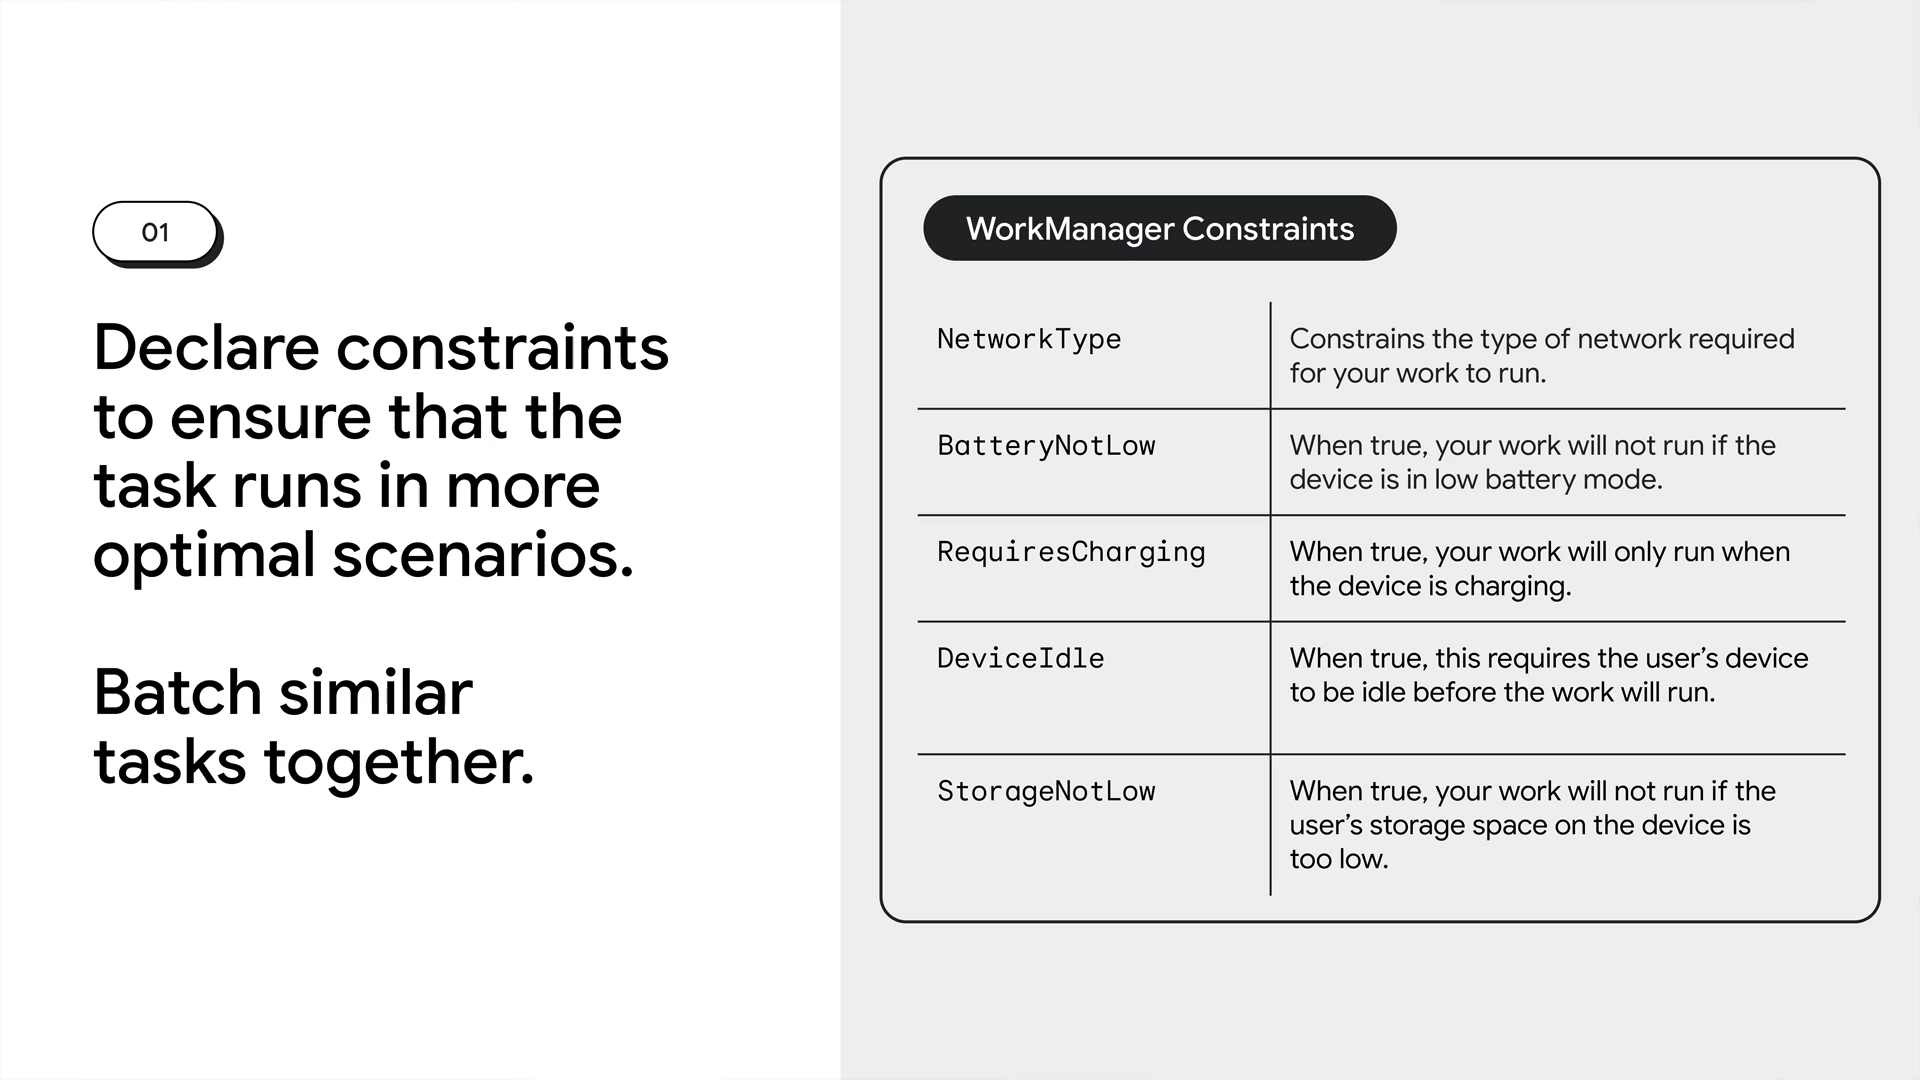 01
Declare constraints
to ensure that the
task runs in more
optimal scenarios.
Batch similar
tasks together.
WorkManager Constraints
NetworkType
Constrains the type of network required
for your work to run.
BatteryNotLow
When true, your work will not run if the
device is in low battery mode.
RequiresCharging
When true, your work will only run when
the device is charging.
DeviceIdle
When true, this requires the user’s device
to be idle before the work will run.
StorageNotLow
When true, your work will not run if the
user’s storage space on the device is
too low.